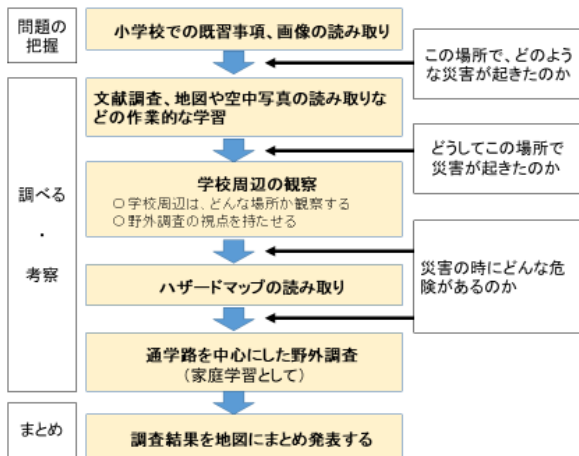 問題の
把握
小学校での既習事項、画像の読み取り
この場所で、どのよう
な災害が起きたのか
文献調査、地図や空中写真の読み取りな
どの作業的な学習
どうしてこの場所で
災害が起きたのか
調べる
・
考察
学校周辺の観察
○学校周辺は、どんな場所か観察する
○野外調査の視点を持たせる
災害の時にどんな危
険があるのか
ハザードマップの読み取り
通学路を中心にした野外調査
(家庭学習として)
まとめ
調査結果を地図にまとめ発表する